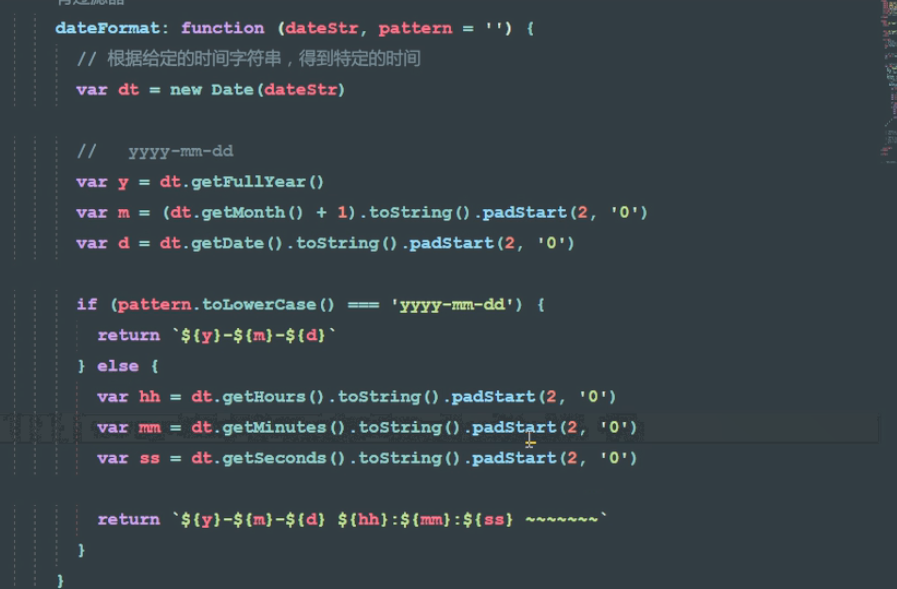 dateFormat: function (dateStr, pattern = '') {
// 根据给定的时间字符串，得到特定的时间
var dt = new Date(dateStr)
//   yyyy-mm-dd
var y = dt.getFullYear()
var m = (dt.getMonth() + 1).toString().padStart(2, '0')
var d = dt.getDate().toString().padStart(2, '0')
if (pattern.toLowerCase() === 'yyyy-mm-dd') {
return `${y}-${m}-${d}`
} else {
var hh = dt.getHours().toString().padStart(2, '0')
var mm = dt.getMinutes().toString().padStart(2, '0')
var ss = dt.getSeconds().toString().padStart(2, '0')
return `${y}-${m}-${d} ${hh}:${mm}:${ss} ~~~~~~~`
}
}